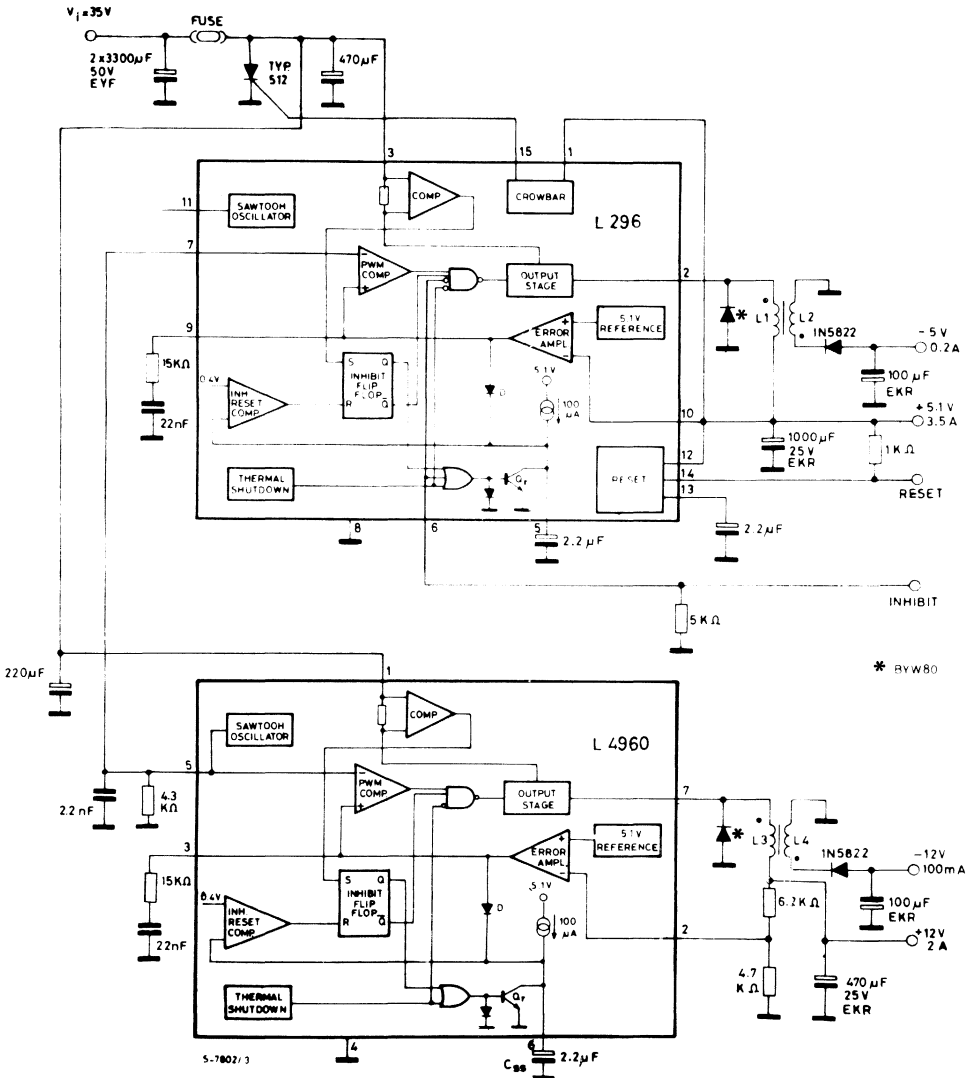 Vi=35V
FUSE
2x3300µF
50V
EYF
TYP
512
470µF
3
15
1
11
SAWTOOH
OSCILLATOR
COMP
CROWBAR
L 296
7
PWM
COMP
OUTPUT
STAGE
2
*
L1
L2
1N5822
-5V
0.2A
100µF
EKR
9
15KΩ
22nF
ERROR
AMPL
5.1V
REFERENCE
0.4V
INH
RESET
COMP
S
Q
INHIBIT
FLIP
FLOP
R
Q
D
5.1V
100
µA
10
+5.1V
3.5A
1000µF
25V
EKR
1KΩ
THERMAL
SHUTDOWN
Qr
RESET
12
14
13
RESET
8
6
5
2.2µF
2.2µF
INHIBIT
5KΩ
* BYW80
220µF
1
SAWTOOH
OSCILLATOR
COMP
L 4960
5
2.2nF
4.3
KΩ
PWM
COMP
OUTPUT
STAGE
7
*
L3
L4
1N5822
-12V
100mA
100µF
EKR
3
15KΩ
22nF
ERROR
AMPL
5.1V
REFERENCE
0.4V
INH
RESET
COMP
S
Q
INHIBIT
FLIP
FLOP
R
Q
D
5.1V
100
µA
2
6.2KΩ
+12V
2A
4.7
KΩ
470µF
25V
EKR
THERMAL
SHUTDOWN
Qr
4
6
Css
2.2µF
S-7802/3